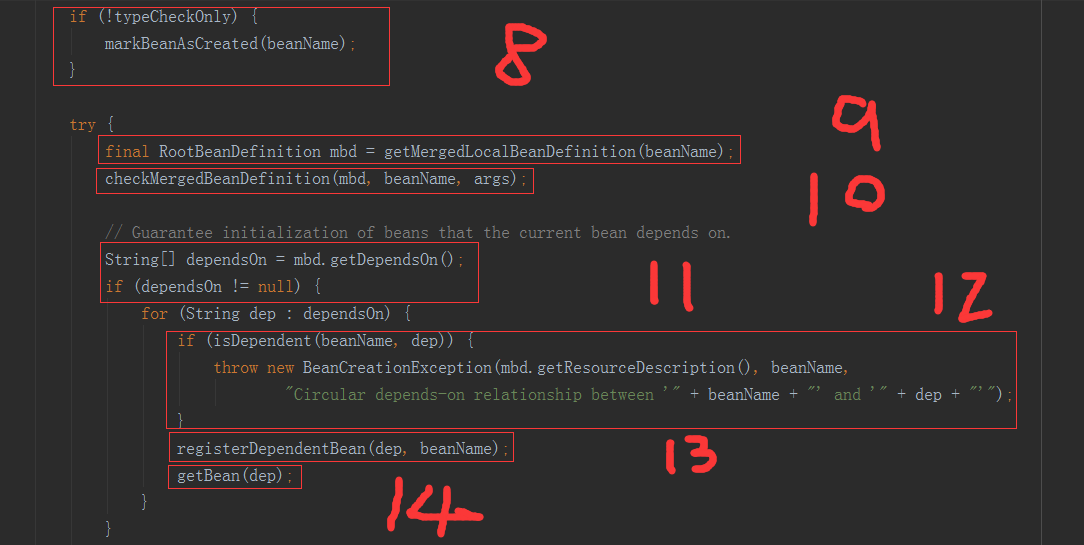 if (!typeCheckOnly) {
markBeanAsCreated(beanName);
}
8
try {
9
final RootBeanDefinition mbd = getMergedLocalBeanDefinition(beanName);
checkMergedBeanDefinition(mbd, beanName, args);
10
// Guarantee initialization of beans that the current bean depends on.
String[] dependsOn = mbd.getDependsOn();
if (dependsOn != null) {
11
12
for (String dep : dependsOn) {
if (isDependent(beanName, dep)) {
throw new BeanCreationException(mbd.getResourceDescription(), beanName,
"Circular depends-on relationship between '" + beanName + "' and '" + dep + "'");
}
registerDependentBean(dep, beanName);
13
getBean(dep);
14
}
}